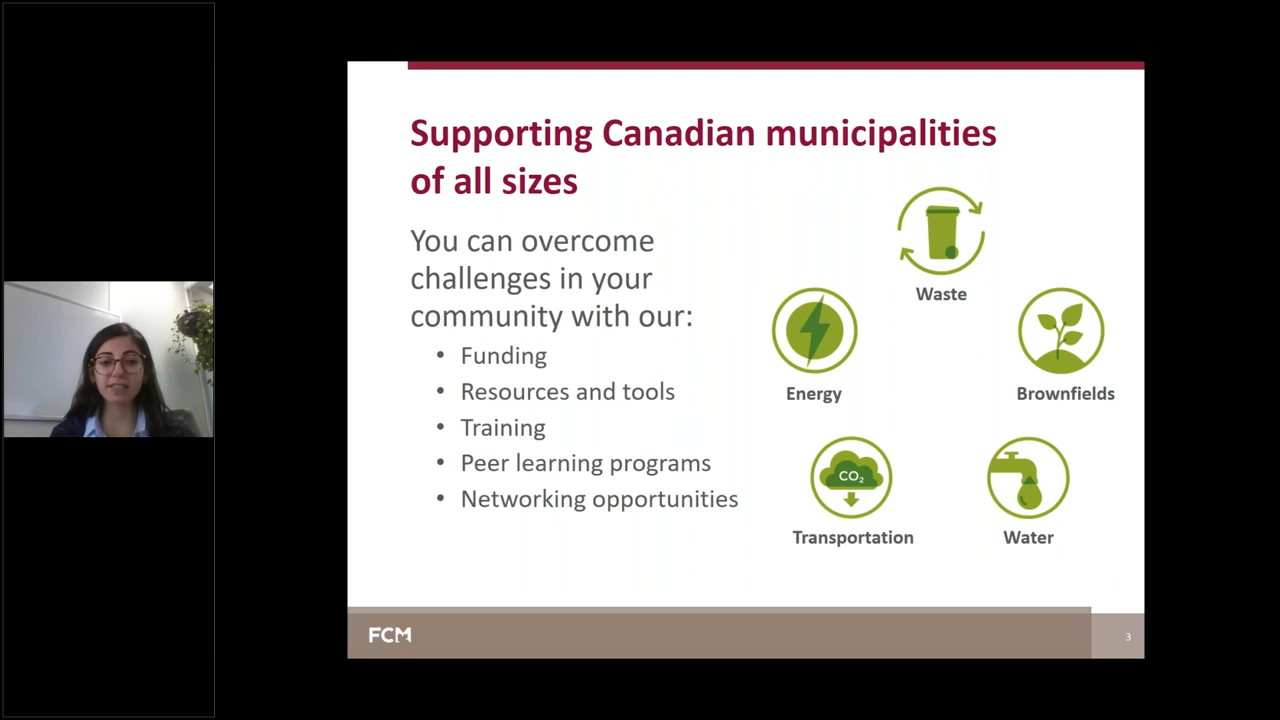 Supporting Canadian municipalities
of all sizes
You can overcome
challenges in your
community with our:
• Funding
• Resources and tools
• Training
• Peer learning programs
• Networking opportunities
Waste
Energy
Brownfields
CO₂
Transportation
Water
FCM
3